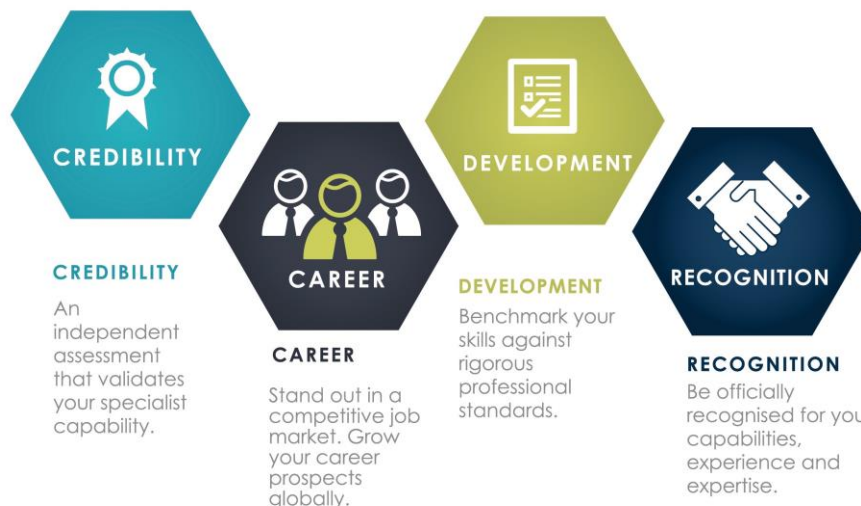 CREDIBILITY
CAREER
DEVELOPMENT
RECOGNITION
CREDIBILITY
An
independent
assessment
that validates
your specialist
capability.
CAREER
Stand out in a
competitive job
market. Grow
your career
prospects
globally.
DEVELOPMENT
Benchmark your
skills against
rigorous
professional
standards.
RECOGNITION
Be officially
recognised for you
capabilities,
experience and
expertise.